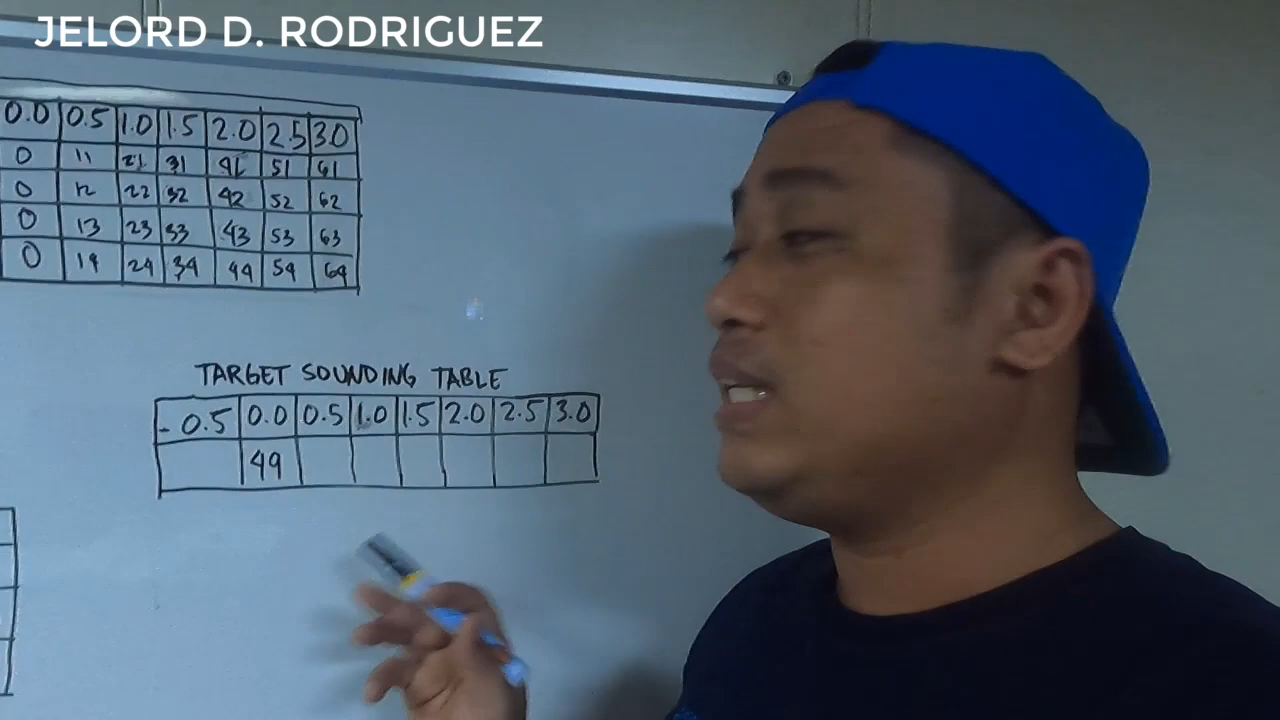 JELORD D. RODRIGUEZ
0.0 0.5 1.0 1.5 2.0 2.5 3.0
0 11 21 31 41 51 61
0 12 22 32 42 52 62
0 13 23 33 43 53 63
0 14 24 34 44 54 64
TARGET SOUNDING TABLE
-0.5 0.0 0.5 1.0 1.5 2.0 2.5 3.0
49